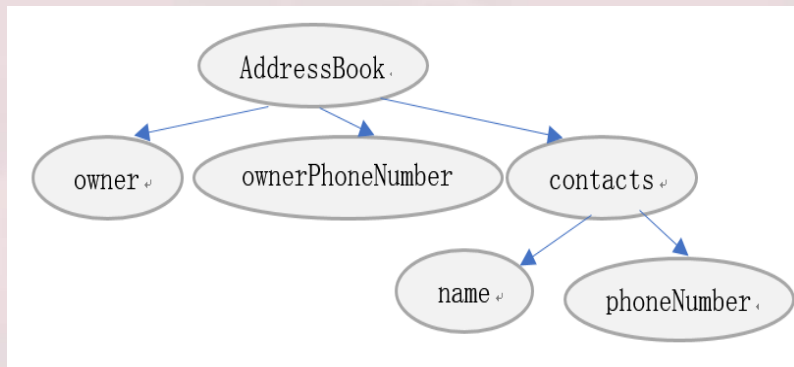 AddressBook
owner
ownerPhoneNumber
contacts
name
phoneNumber